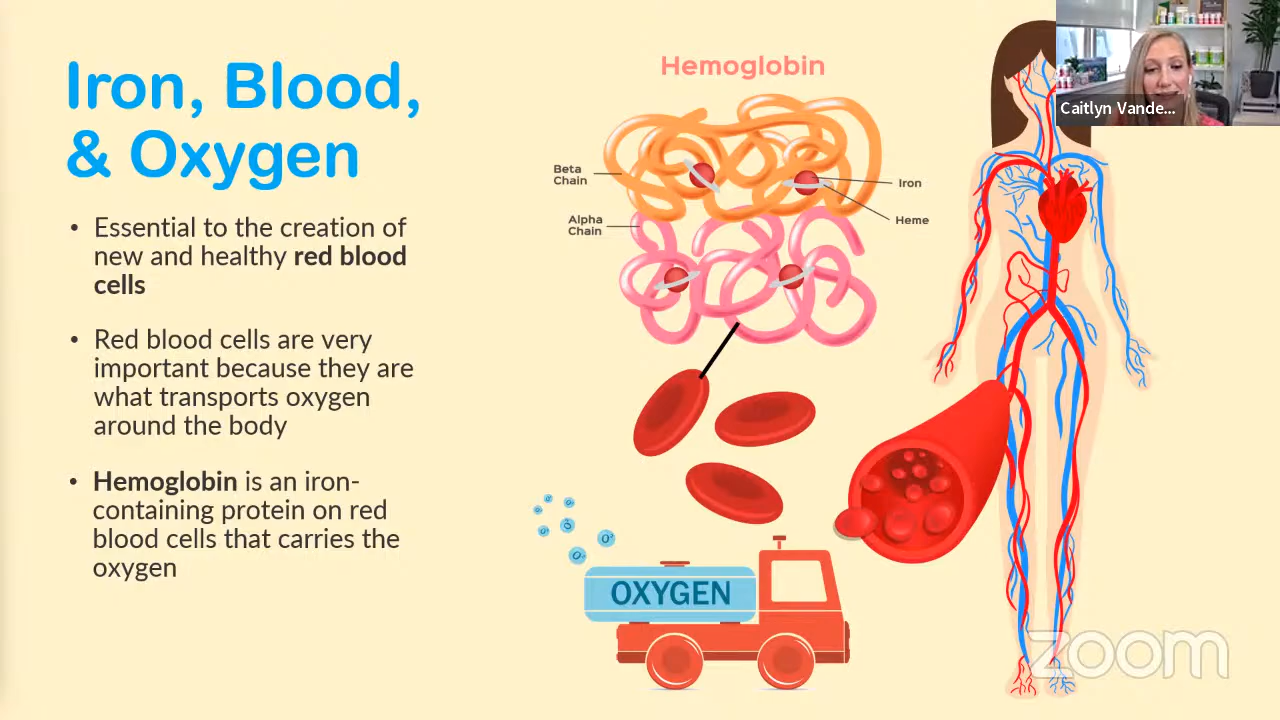 Iron, Blood,
& Oxygen
• Essential to the creation of
new and healthy red blood
cells
• Red blood cells are very
important because they are
what transports oxygen
around the body
• Hemoglobin is an iron-
containing protein on red
blood cells that carries the
oxygen
Hemoglobin
Beta
Chain
Alpha
Chain
Iron
Heme
OXYGEN
Caitlyn Vande...
zoom